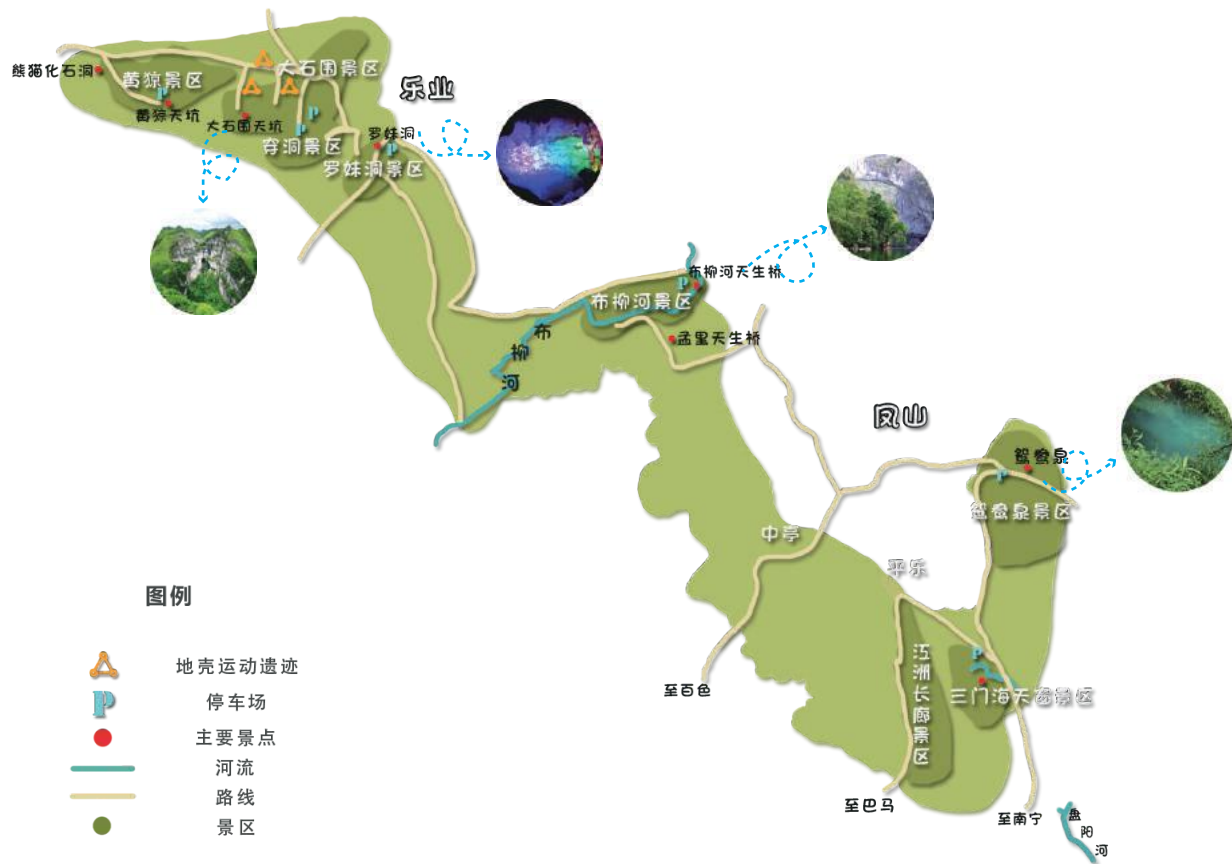 熊猫化石洞
黄猄景区
黄猄天坑
大石围景区
大石围天坑
穿洞景区
乐业
罗妹洞
罗妹洞景区
布柳河天生桥
布柳河景区
布柳河
孟里天生桥
凤山
鸳鸯泉
鸳鸯泉景区
中亭
平乐
江洲长廊景区
三门海天窗景区
至百色
至巴马
至南宁
盘阳河
图例
地壳运动遗迹
P 停车场
主要景点
河流
路线
景区
P
P
P
P
P
P
P